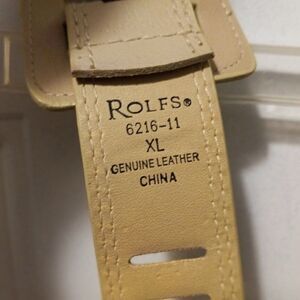 ROLFS®
6216-11
XL
GENUINE LEATHER
CHINA